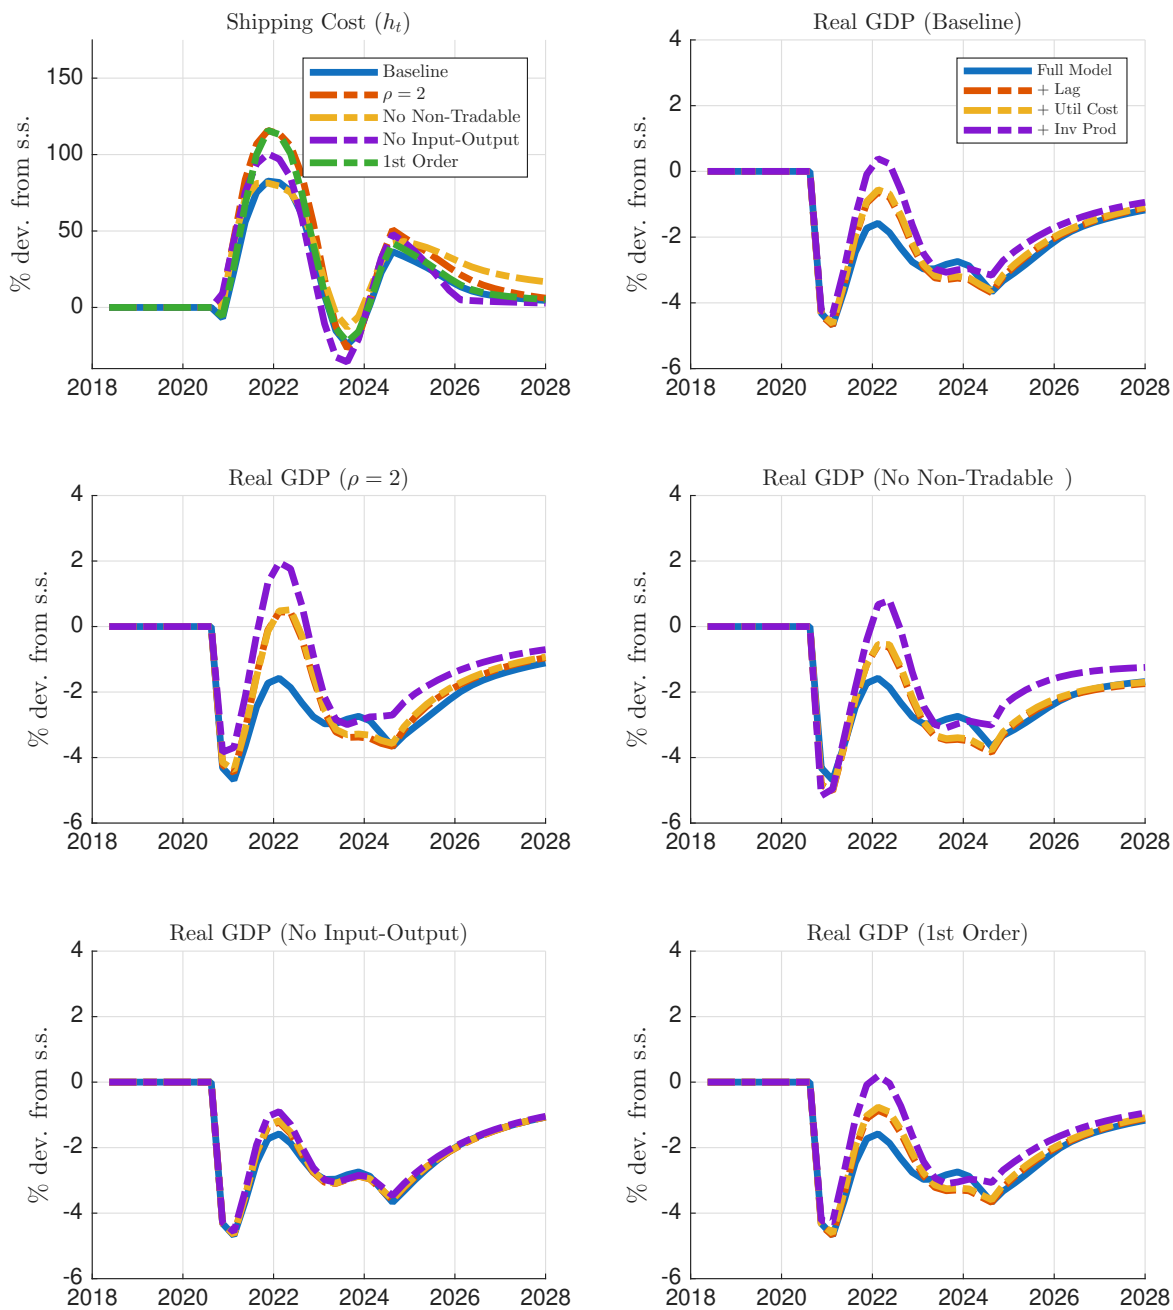 Shipping Cost (h_t)
% dev. from s.s.
150
100
50
0
2018 2020 2022 2024 2026 2028
Baseline
ρ = 2
No Non-Tradable
No Input-Output
1st Order
Real GDP (Baseline)
% dev. from s.s.
4
2
0
-2
-4
-6
2018 2020 2022 2024 2026 2028
Full Model
+ Lag
+ Util Cost
+ Inv Prod
Real GDP (ρ = 2)
% dev. from s.s.
4
2
0
-2
-4
-6
2018 2020 2022 2024 2026 2028
Real GDP (No Non-Tradable )
% dev. from s.s.
4
2
0
-2
-4
-6
2018 2020 2022 2024 2026 2028
Real GDP (No Input-Output)
% dev. from s.s.
4
2
0
-2
-4
-6
2018 2020 2022 2024 2026 2028
Real GDP (1st Order)
% dev. from s.s.
4
2
0
-2
-4
-6
2018 2020 2022 2024 2026 2028